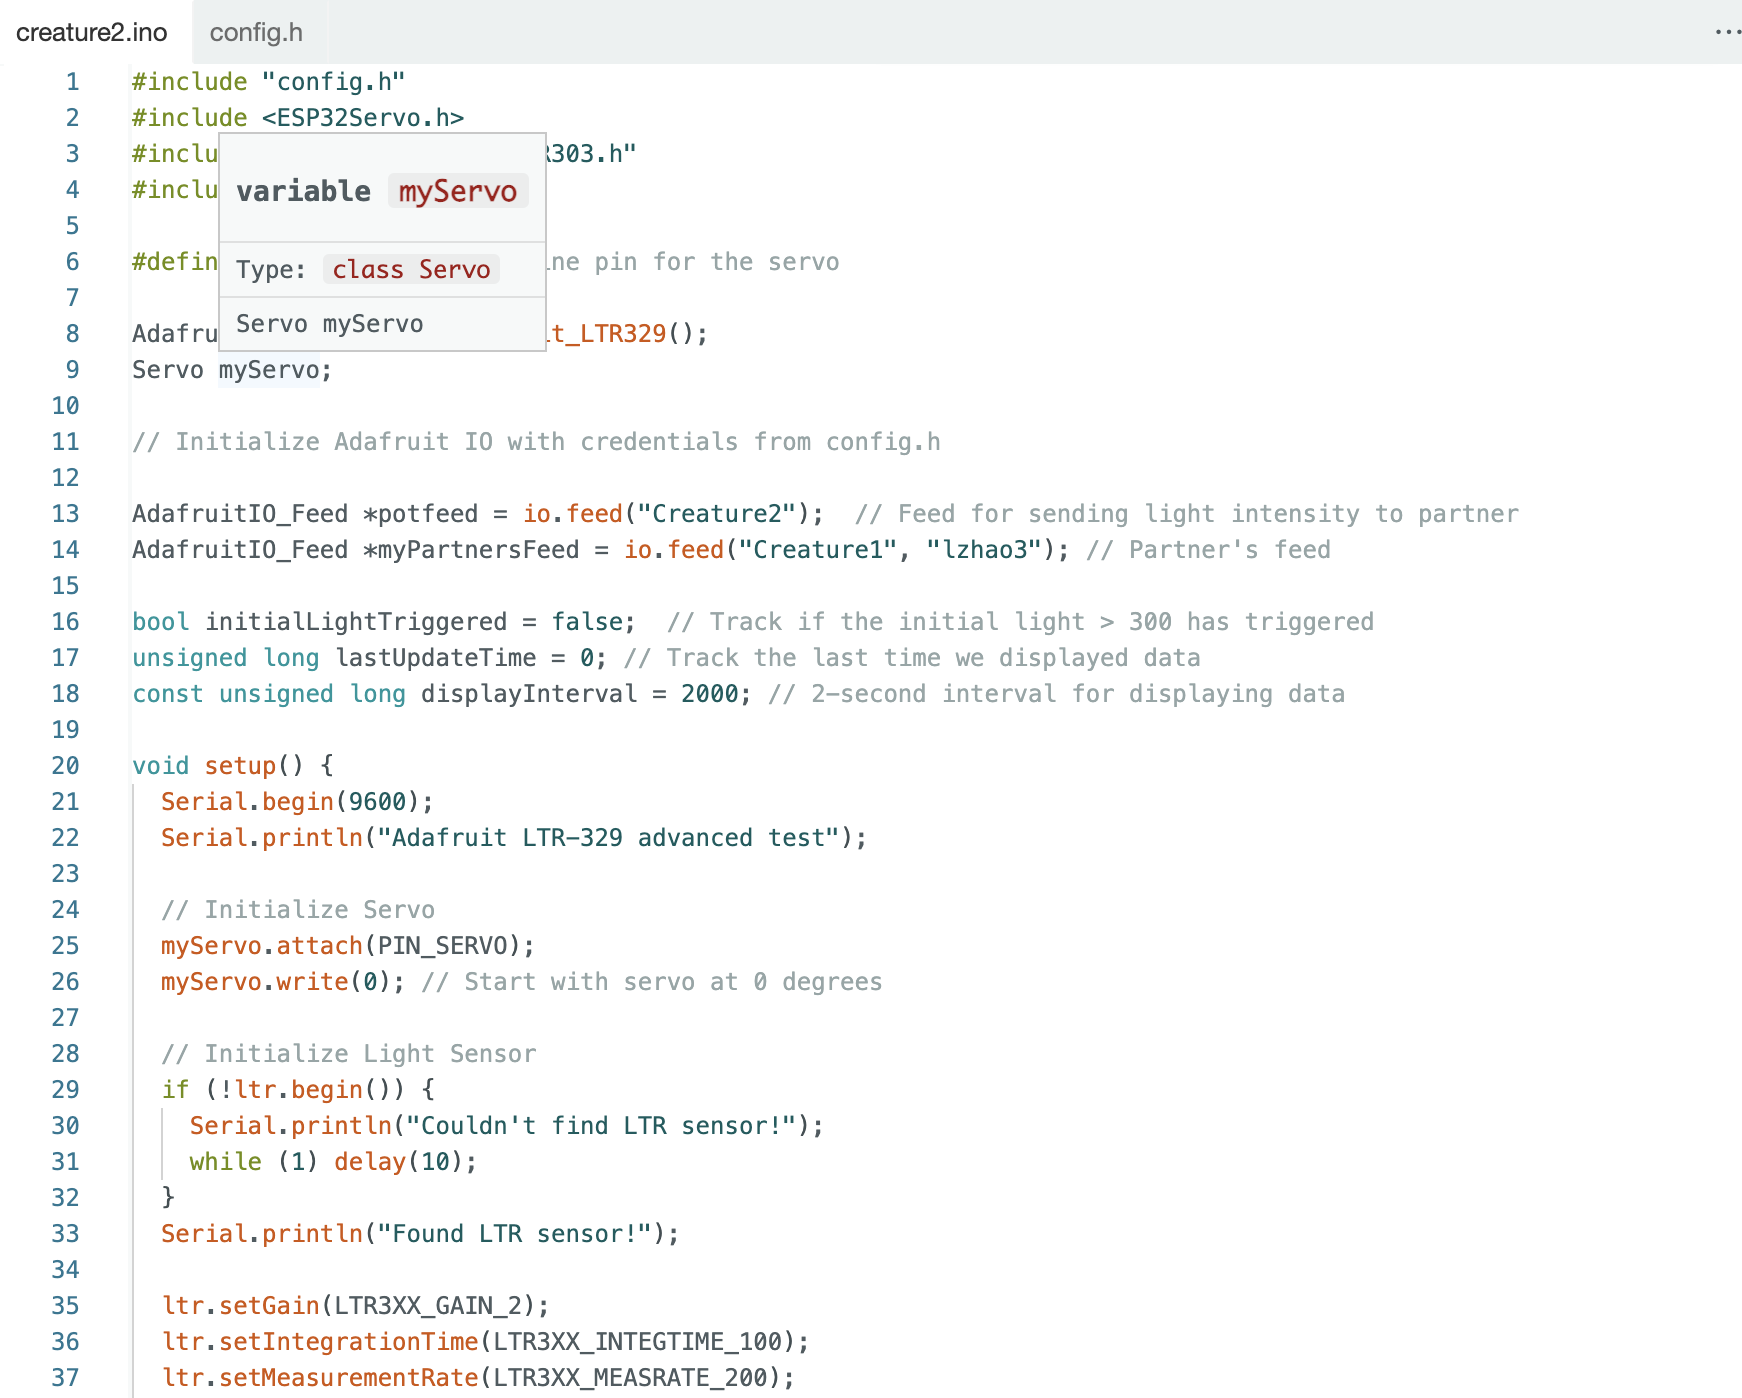 creature2.ino config.h ...
1 #include "config.h"
2 #include <ESP32Servo.h>
3 #inclu R303.h"
4 #inclu
variable myServo
5
6 #defin ine pin for the servo
Type: class Servo
7
Servo myServo
8 Adafru it_LTR329();
9 Servo myServo;
10
11 // Initialize Adafruit IO with credentials from config.h
12
13 AdafruitIO_Feed *potfeed = io.feed("Creature2");  // Feed for sending light intensity to partner
14 AdafruitIO_Feed *myPartnersFeed = io.feed("Creature1", "lzhao3"); // Partner's feed
15
16 bool initialLightTriggered = false;  // Track if the initial light > 300 has triggered
17 unsigned long lastUpdateTime = 0; // Track the last time we displayed data
18 const unsigned long displayInterval = 2000; // 2-second interval for displaying data
19
20 void setup() {
21   Serial.begin(9600);
22   Serial.println("Adafruit LTR-329 advanced test");
23
24   // Initialize Servo
25   myServo.attach(PIN_SERVO);
26   myServo.write(0); // Start with servo at 0 degrees
27
28   // Initialize Light Sensor
29   if (!ltr.begin()) {
30     Serial.println("Couldn't find LTR sensor!");
31     while (1) delay(10);
32   }
33   Serial.println("Found LTR sensor!");
34
35   ltr.setGain(LTR3XX_GAIN_2);
36   ltr.setIntegrationTime(LTR3XX_INTEGTIME_100);
37   ltr.setMeasurementRate(LTR3XX_MEASRATE_200);